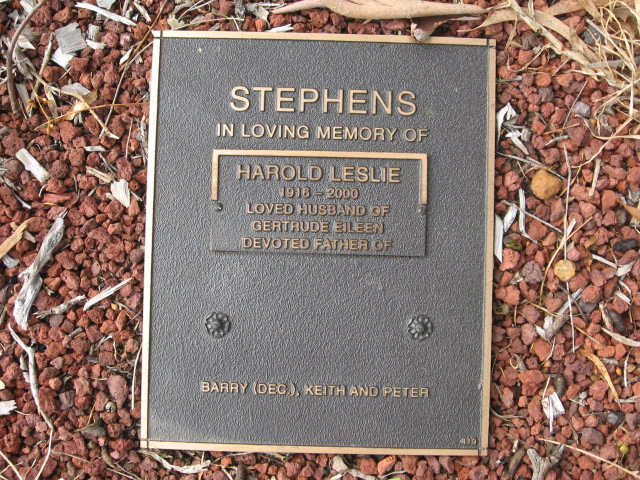 STEPHENS
IN LOVING MEMORY OF
HAROLD LESLIE
1916 – 2000
LOVED HUSBAND OF
GERTRUDE EILEEN
DEVOTED FATHER OF
BARRY (DEC.), KEITH AND PETER